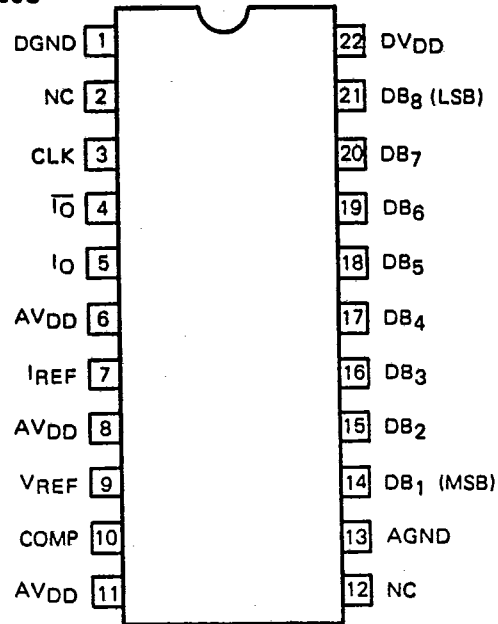 DGND 1
NC 2
CLK 3
I̅O̅ 4
IO 5
AVDD 6
IREF 7
AVDD 8
VREF 9
COMP 10
AVDD 11
22 DVDD
21 DB8 (LSB)
20 DB7
19 DB6
18 DB5
17 DB4
16 DB3
15 DB2
14 DB1 (MSB)
13 AGND
12 NC